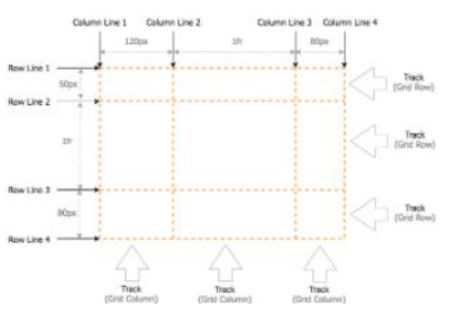 Column Line 1 Column Line 2 Column Line 3 Column Line 4
120px 1fr 80px
Row Line 1
50px
Track
(Grid Row)
Row Line 2
1fr
Track
(Grid Row)
Row Line 3
80px
Track
(Grid Row)
Row Line 4
Track Track Track
(Grid Column) (Grid Column) (Grid Column)